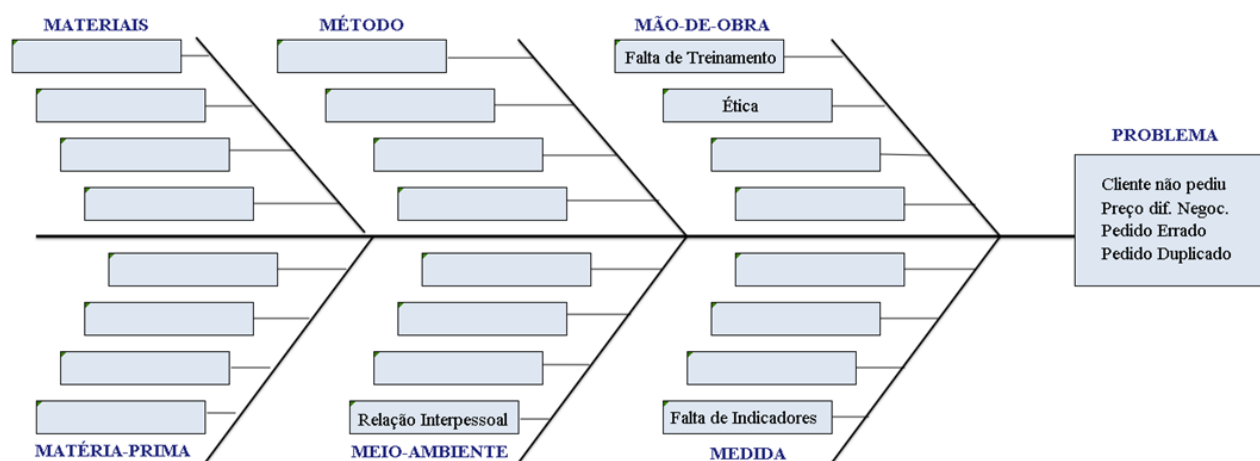 MATERIAIS
MÉTODO
MÃO-DE-OBRA
Falta de Treinamento
Ética
PROBLEMA
Cliente não pediu
Preço dif. Negoc.
Pedido Errado
Pedido Duplicado
Relação Interpessoal
Falta de Indicadores
MATÉRIA-PRIMA
MEIO-AMBIENTE
MEDIDA